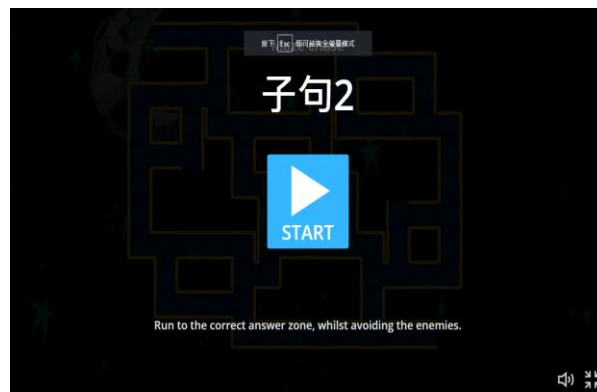 按下 Esc 即可結束全螢幕模式
子句2
START
Run to the correct answer zone, whilst avoiding the enemies.